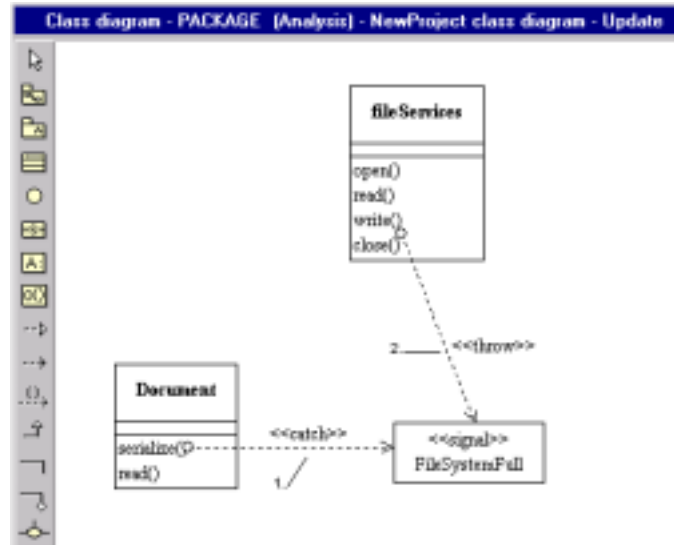 Class diagram - PACKAGE (Analysis) - NewProject class diagram - Update
fileServices
open()
read()
write()
close()
2. <<throw>>
Document
serialize()
read()
<<catch>>
1.
<<signal>>
FileSystemFull